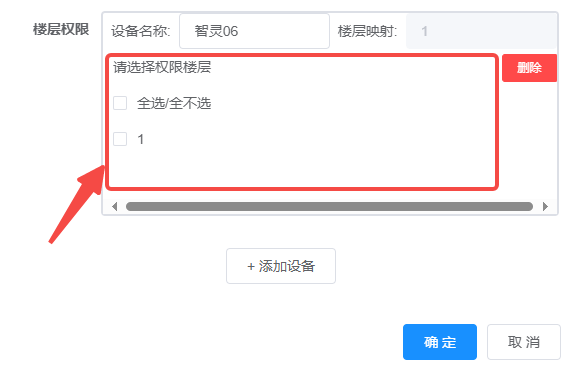 楼层权限 设备名称: 智灵06 楼层映射: 1
请选择权限楼层 删除
全选/全不选
1
+ 添加设备
确定 取消